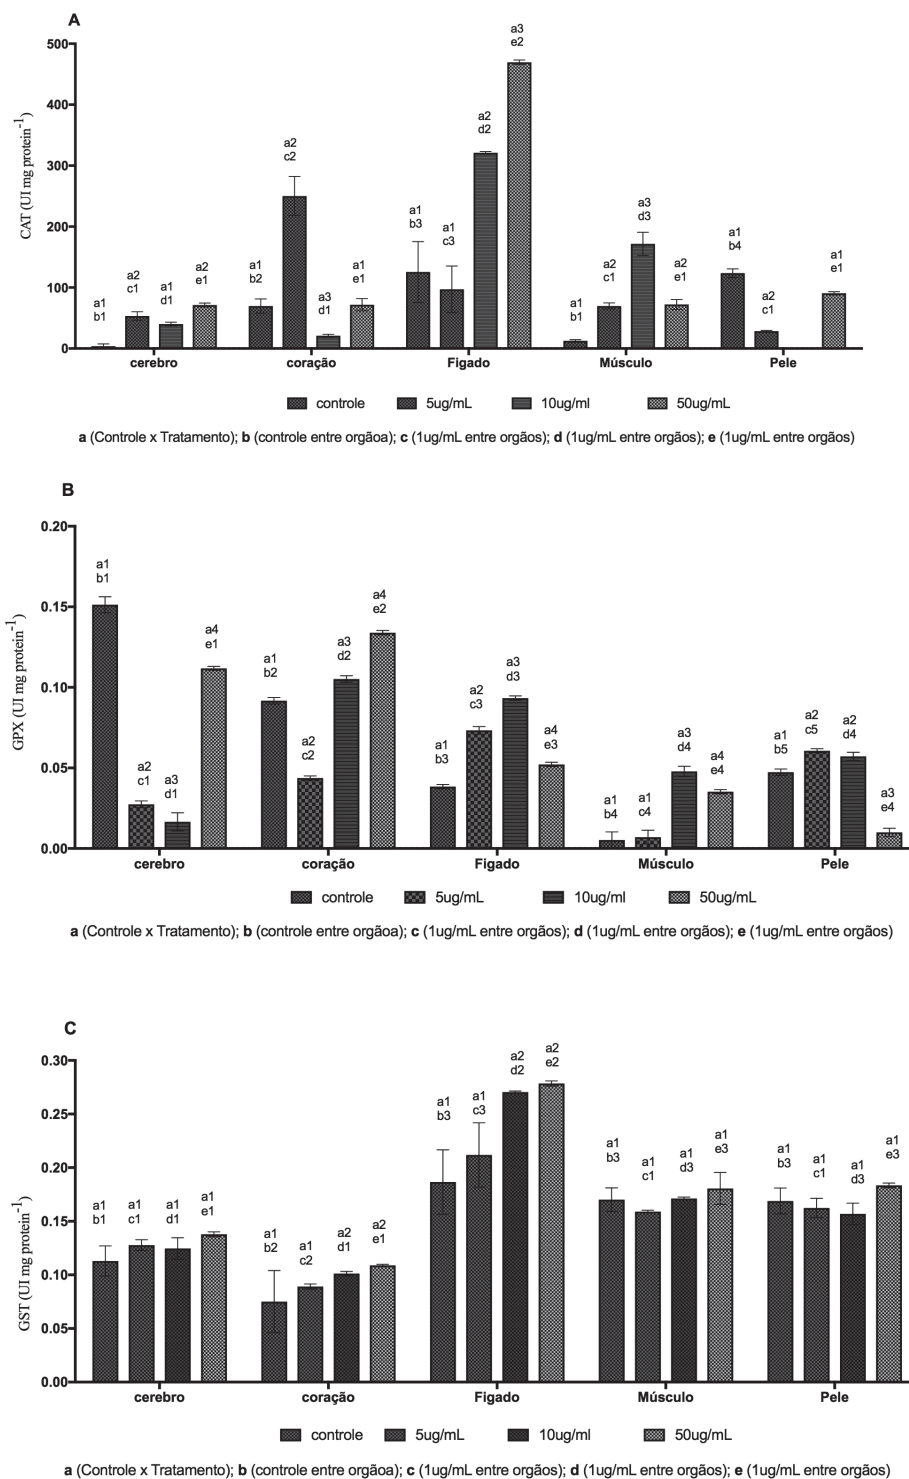 A
CAT (UI mg protein-1)
500
400
300
200
100
0
a1 a2 a1 a2 a1 a2 a3 a1 a1 a1 a2 a3 a1 a2 a3 a2 a1 a2 a1
b1 c1 d1 e1 b2 c2 d1 e1 b3 c3 d2 e2 b1 c1 d3 e1 b4 c1 e1
cerebro coração Figado Músculo Pele
controle 5ug/mL 10ug/ml 50ug/mL
a (Controle x Tratamento); b (controle entre orgãoa); c (1ug/mL entre orgãos); d (1ug/mL entre orgãos); e (1ug/mL entre orgãos)
B
GPX (UI mg protein-1)
0.20
0.15
0.10
0.05
0.00
a1 a2 a3 a4 a1 a2 a3 a4 a1 a2 a3 a4 a1 a1 a3 a4 a1 a2 a2 a3
b1 c1 d1 e1 b2 c2 d2 e2 b3 c3 d3 e3 b4 c4 d4 e4 b5 c5 d4 e4
cerebro coração Figado Músculo Pele
controle 5ug/mL 10ug/ml 50ug/mL
a (Controle x Tratamento); b (controle entre orgãoa); c (1ug/mL entre orgãos); d (1ug/mL entre orgãos); e (1ug/mL entre orgãos)
C
GST (UI mg protein-1)
0.30
0.25
0.20
0.15
0.10
0.05
0.00
a1 a1 a1 a1 a1 a1 a2 a2 a1 a1 a2 a2 a1 a1 a1 a1 a1 a1 a1 a1
b1 c1 d1 e1 b2 c2 d1 e1 b3 c3 d2 e2 b3 c1 d3 e3 b3 c1 d3 e3
cerebro coração Figado Músculo Pele
controle 5ug/mL 10ug/ml 50ug/mL
a (Controle x Tratamento); b (controle entre orgãoa); c (1ug/mL entre orgãos); d (1ug/mL entre orgãos); e (1ug/mL entre orgãos)